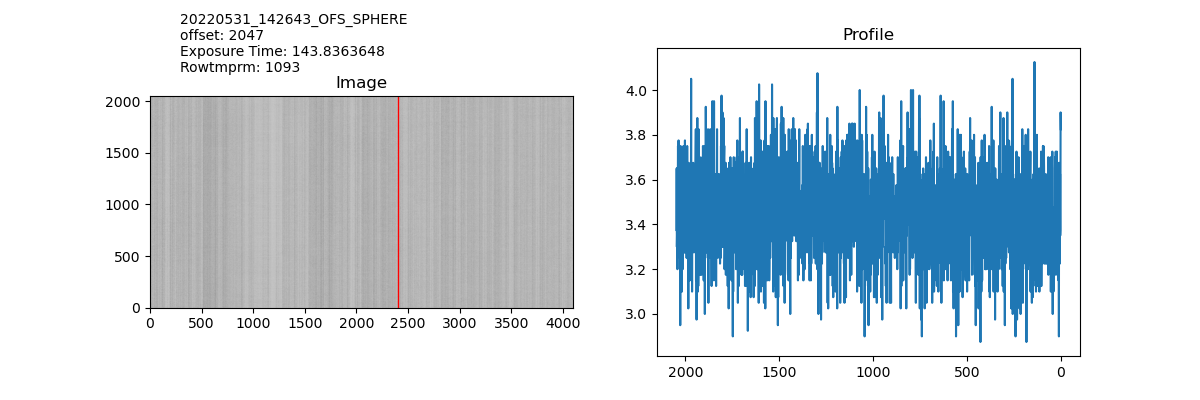 20220531_142643_OFS_SPHERE
offset: 2047
Exposure Time: 143.8363648
Rowtmprm: 1093
Image
2000
1500
1000
500
0
0 500 1000 1500 2000 2500 3000 3500 4000
Profile
4.0
3.8
3.6
3.4
3.2
3.0
2000 1500 1000 500 0